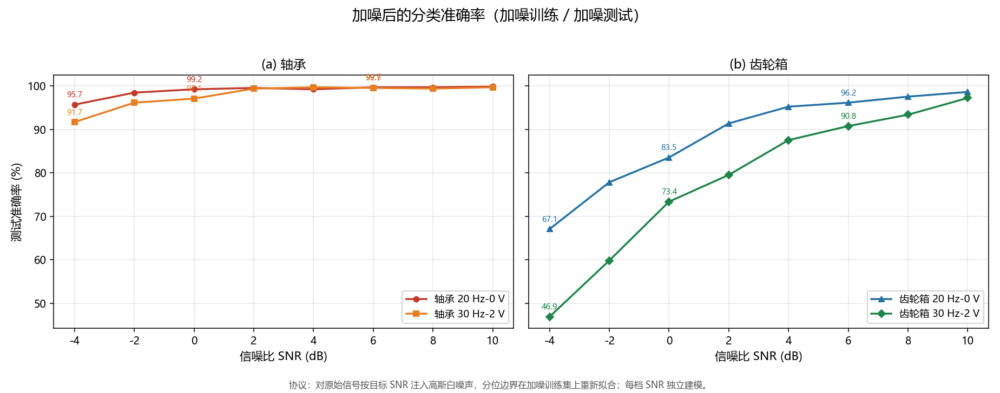 加噪后的分类准确率（加噪训练 / 加噪测试）
(a) 轴承
测试准确率 (%)
100
90
80
70
60
50
95.7
91.7
99.2
97.1
轴承 20 Hz-0 V
轴承 30 Hz-2 V
-4 -2 0 2 4 6 8 10
信噪比 SNR (dB)
(b) 齿轮箱
67.1
83.5
96.2
46.9
73.4
90.8
齿轮箱 20 Hz-0 V
齿轮箱 30 Hz-2 V
-4 -2 0 2 4 6 8 10
信噪比 SNR (dB)
协议：对原始信号按目标 SNR 注入高斯白噪声，分位边界在加噪训练集上重新拟合；每档 SNR 独立建模。